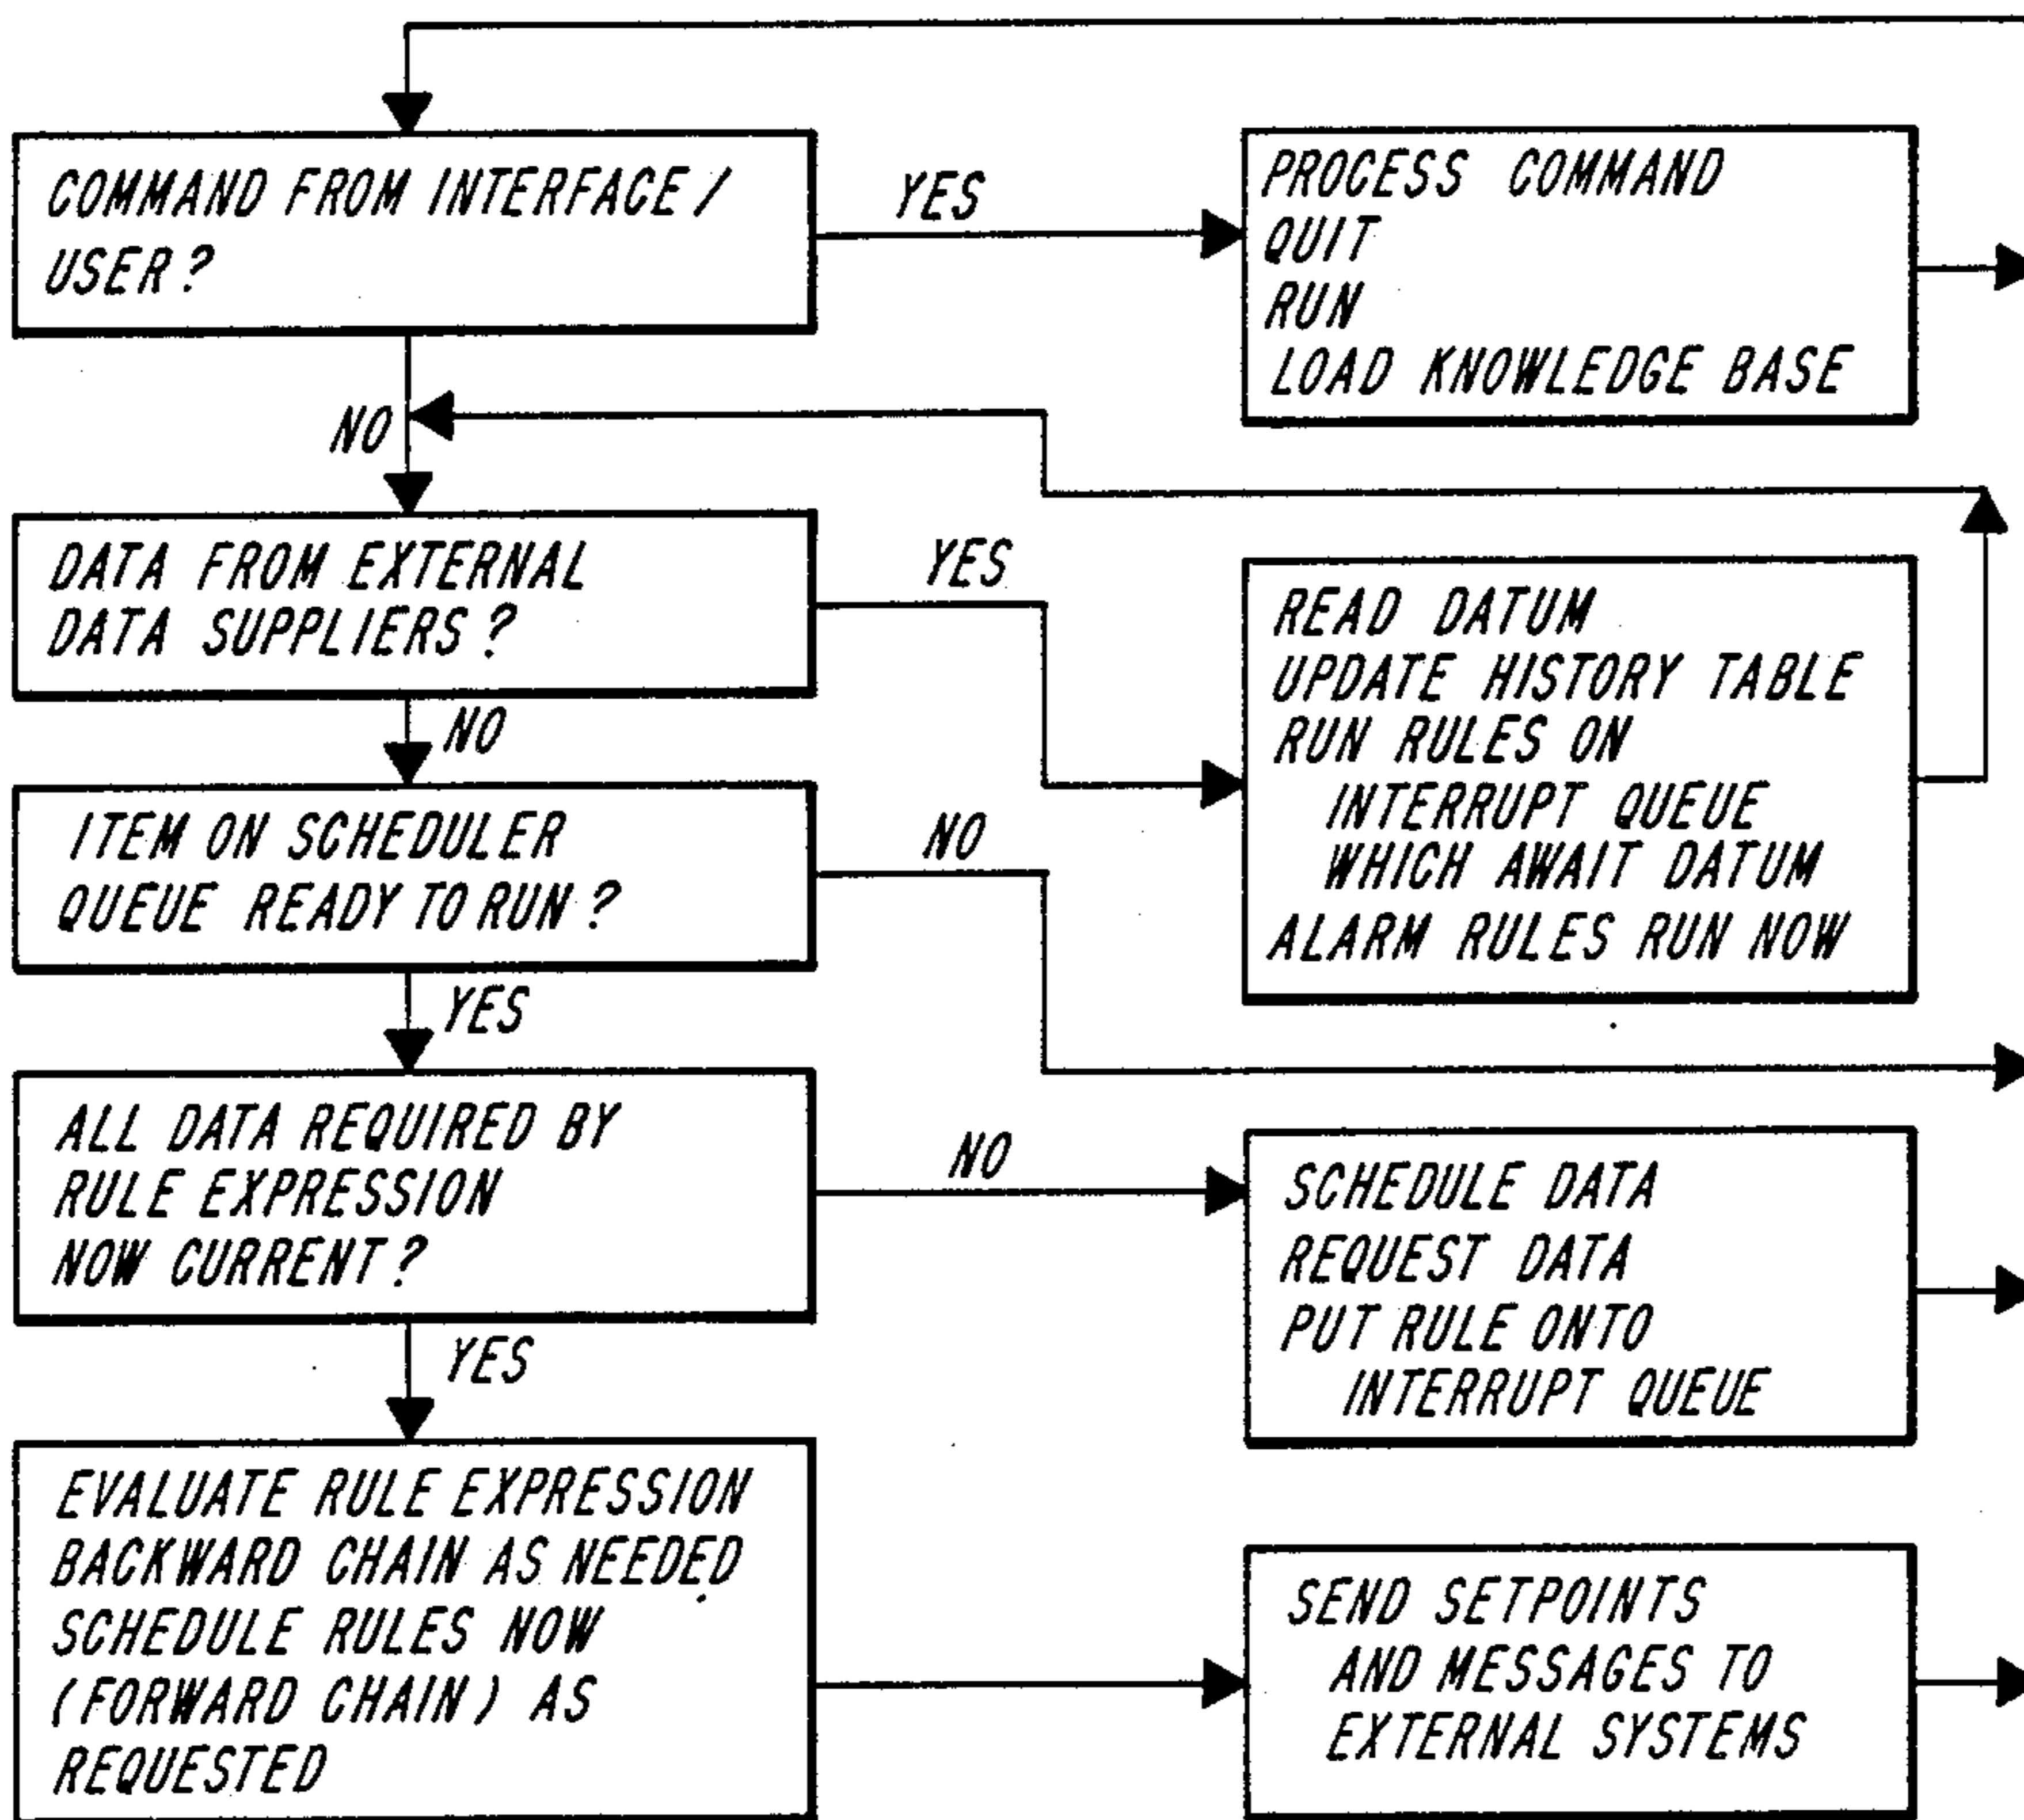 COMMAND FROM INTERFACE /
USER?
YES
PROCESS COMMAND
QUIT
RUN
LOAD KNOWLEDGE BASE
NO
DATA FROM EXTERNAL
DATA SUPPLIERS?
YES
READ DATUM
UPDATE HISTORY TABLE
RUN RULES ON
INTERRUPT QUEUE
WHICH AWAIT DATUM
ALARM RULES RUN NOW
NO
ITEM ON SCHEDULER
QUEUE READY TO RUN?
NO
YES
ALL DATA REQUIRED BY
RULE EXPRESSION
NOW CURRENT?
NO
SCHEDULE DATA
REQUEST DATA
PUT RULE ONTO
INTERRUPT QUEUE
YES
EVALUATE RULE EXPRESSION
BACKWARD CHAIN AS NEEDED
SCHEDULE RULES NOW
(FORWARD CHAIN) AS
REQUESTED
SEND SETPOINTS
AND MESSAGES TO
EXTERNAL SYSTEMS